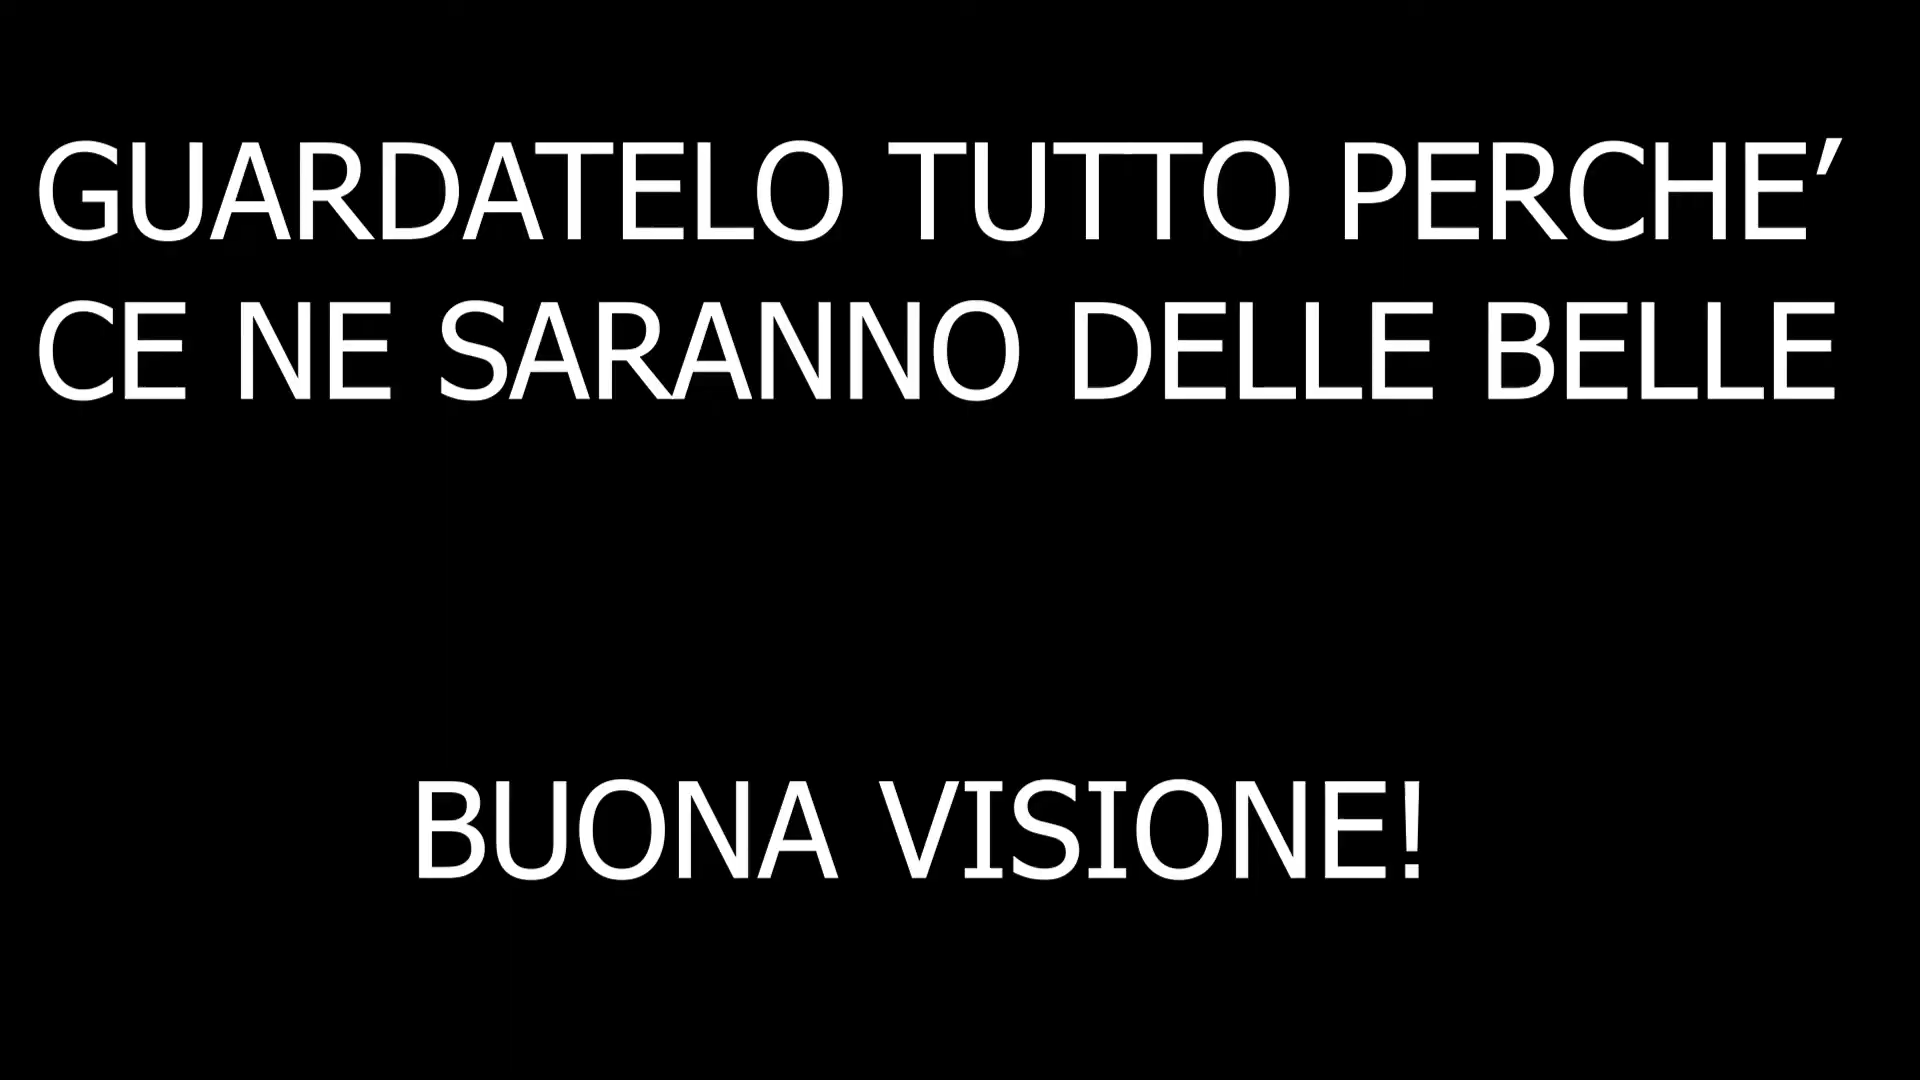 GUARDATELO TUTTO PERCHE’
CE NE SARANNO DELLE BELLE
BUONA VISIONE!